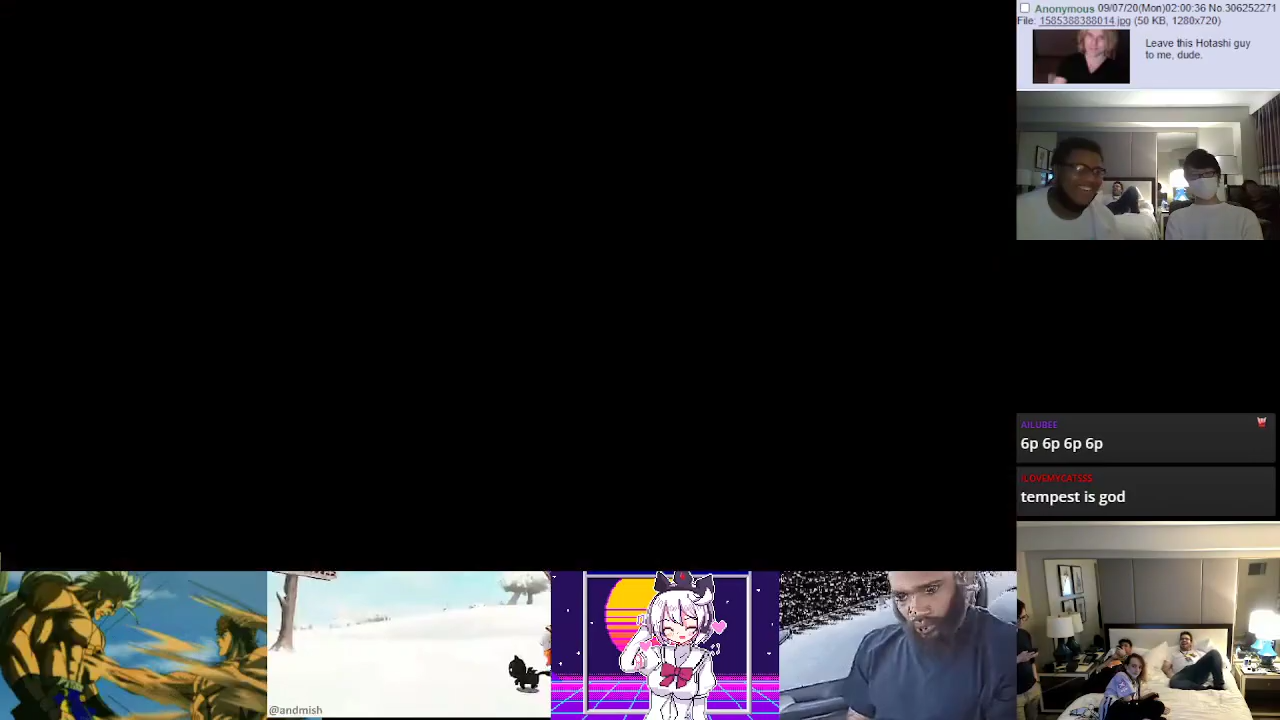 Anonymous 09/07/20(Mon)02:00:36 No.306252271
File: 1585388388014.jpg (50 KB, 1280x720)
Leave this Hotashi guy
to me, dude.
AILUBEE
6p 6p 6p 6p
ILOVEMYCATSSS
tempest is god
@andmish